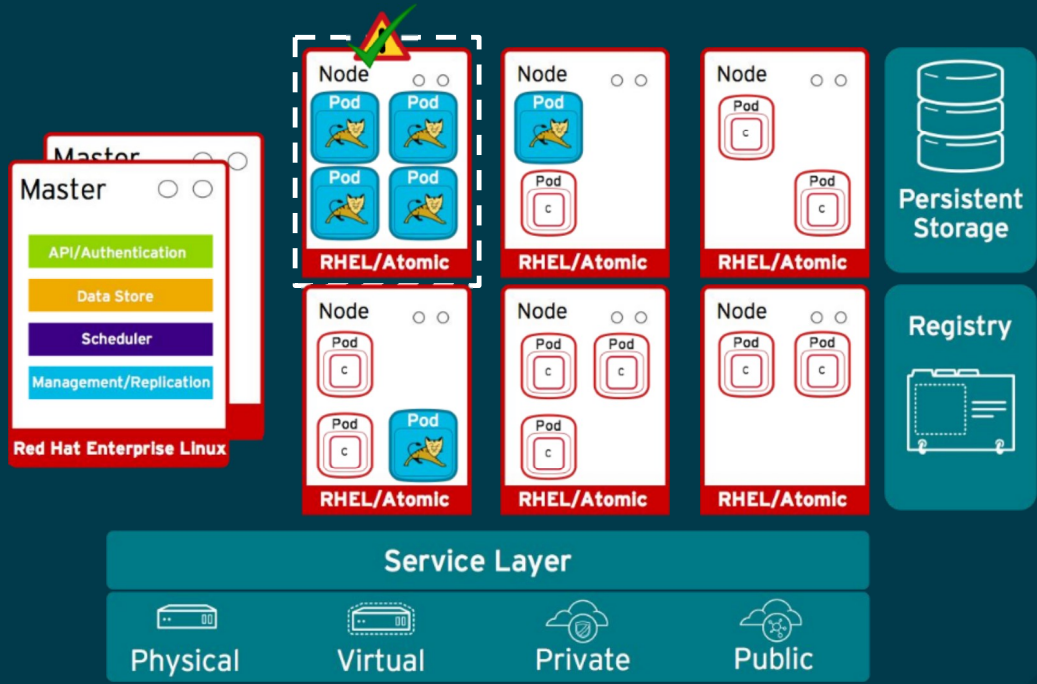 Master
Master
API/Authentication
Data Store
Scheduler
Management/Replication
Red Hat Enterprise Linux
Node
Pod Pod
Pod Pod
RHEL/Atomic
Node
Pod
Pod
C
RHEL/Atomic
Node
Pod
C
Pod
C
RHEL/Atomic
Node
Pod
C
Pod Pod
C
RHEL/Atomic
Node
Pod Pod
C C
Pod
C
RHEL/Atomic
Node
Pod Pod
C C
RHEL/Atomic
Persistent
Storage
Registry
Service Layer
Physical Virtual Private Public